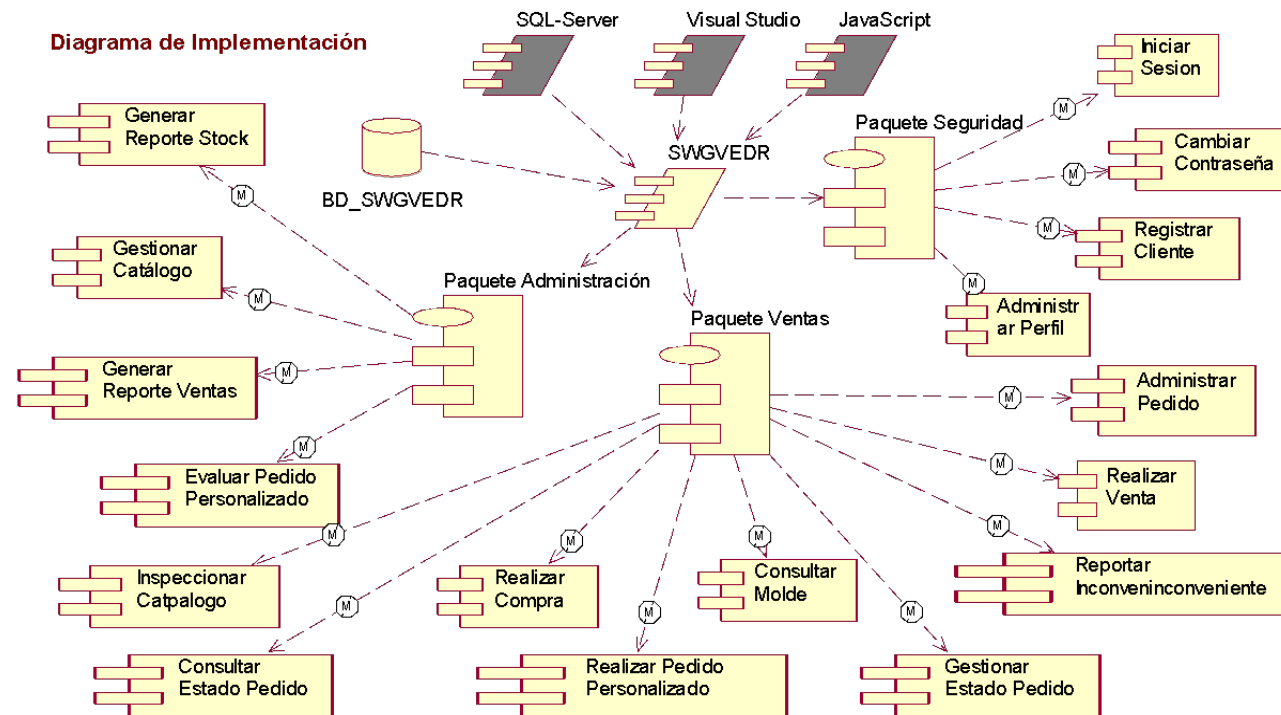 SQL-Server
Visual Studio
JavaScript
Diagrama de Implementación
Iniciar
Sesion
M
Generar
Reporte Stock
Paquete Seguridad
Cambiar
Contraseña
M
SWGVEDR
M
BD_SWGVEDR
Registrar
Cliente
M
Gestionar
Catálogo
M
Paquete Administración
M
Administr
ar Perfil
Paquete Ventas
Generar
Reporte Ventas
M
Administrar
Pedido
M
M
Evaluar Pedido
Personalizado
M
Realizar
Venta
M
M
M
M
Inspeccionar
Catpalogo
Realizar
Compra
Consultar
Molde
Reportar
Inconveninconveniente
M
M
M
Consultar
Estado Pedido
Realizar Pedido
Personalizado
Gestionar
Estado Pedido